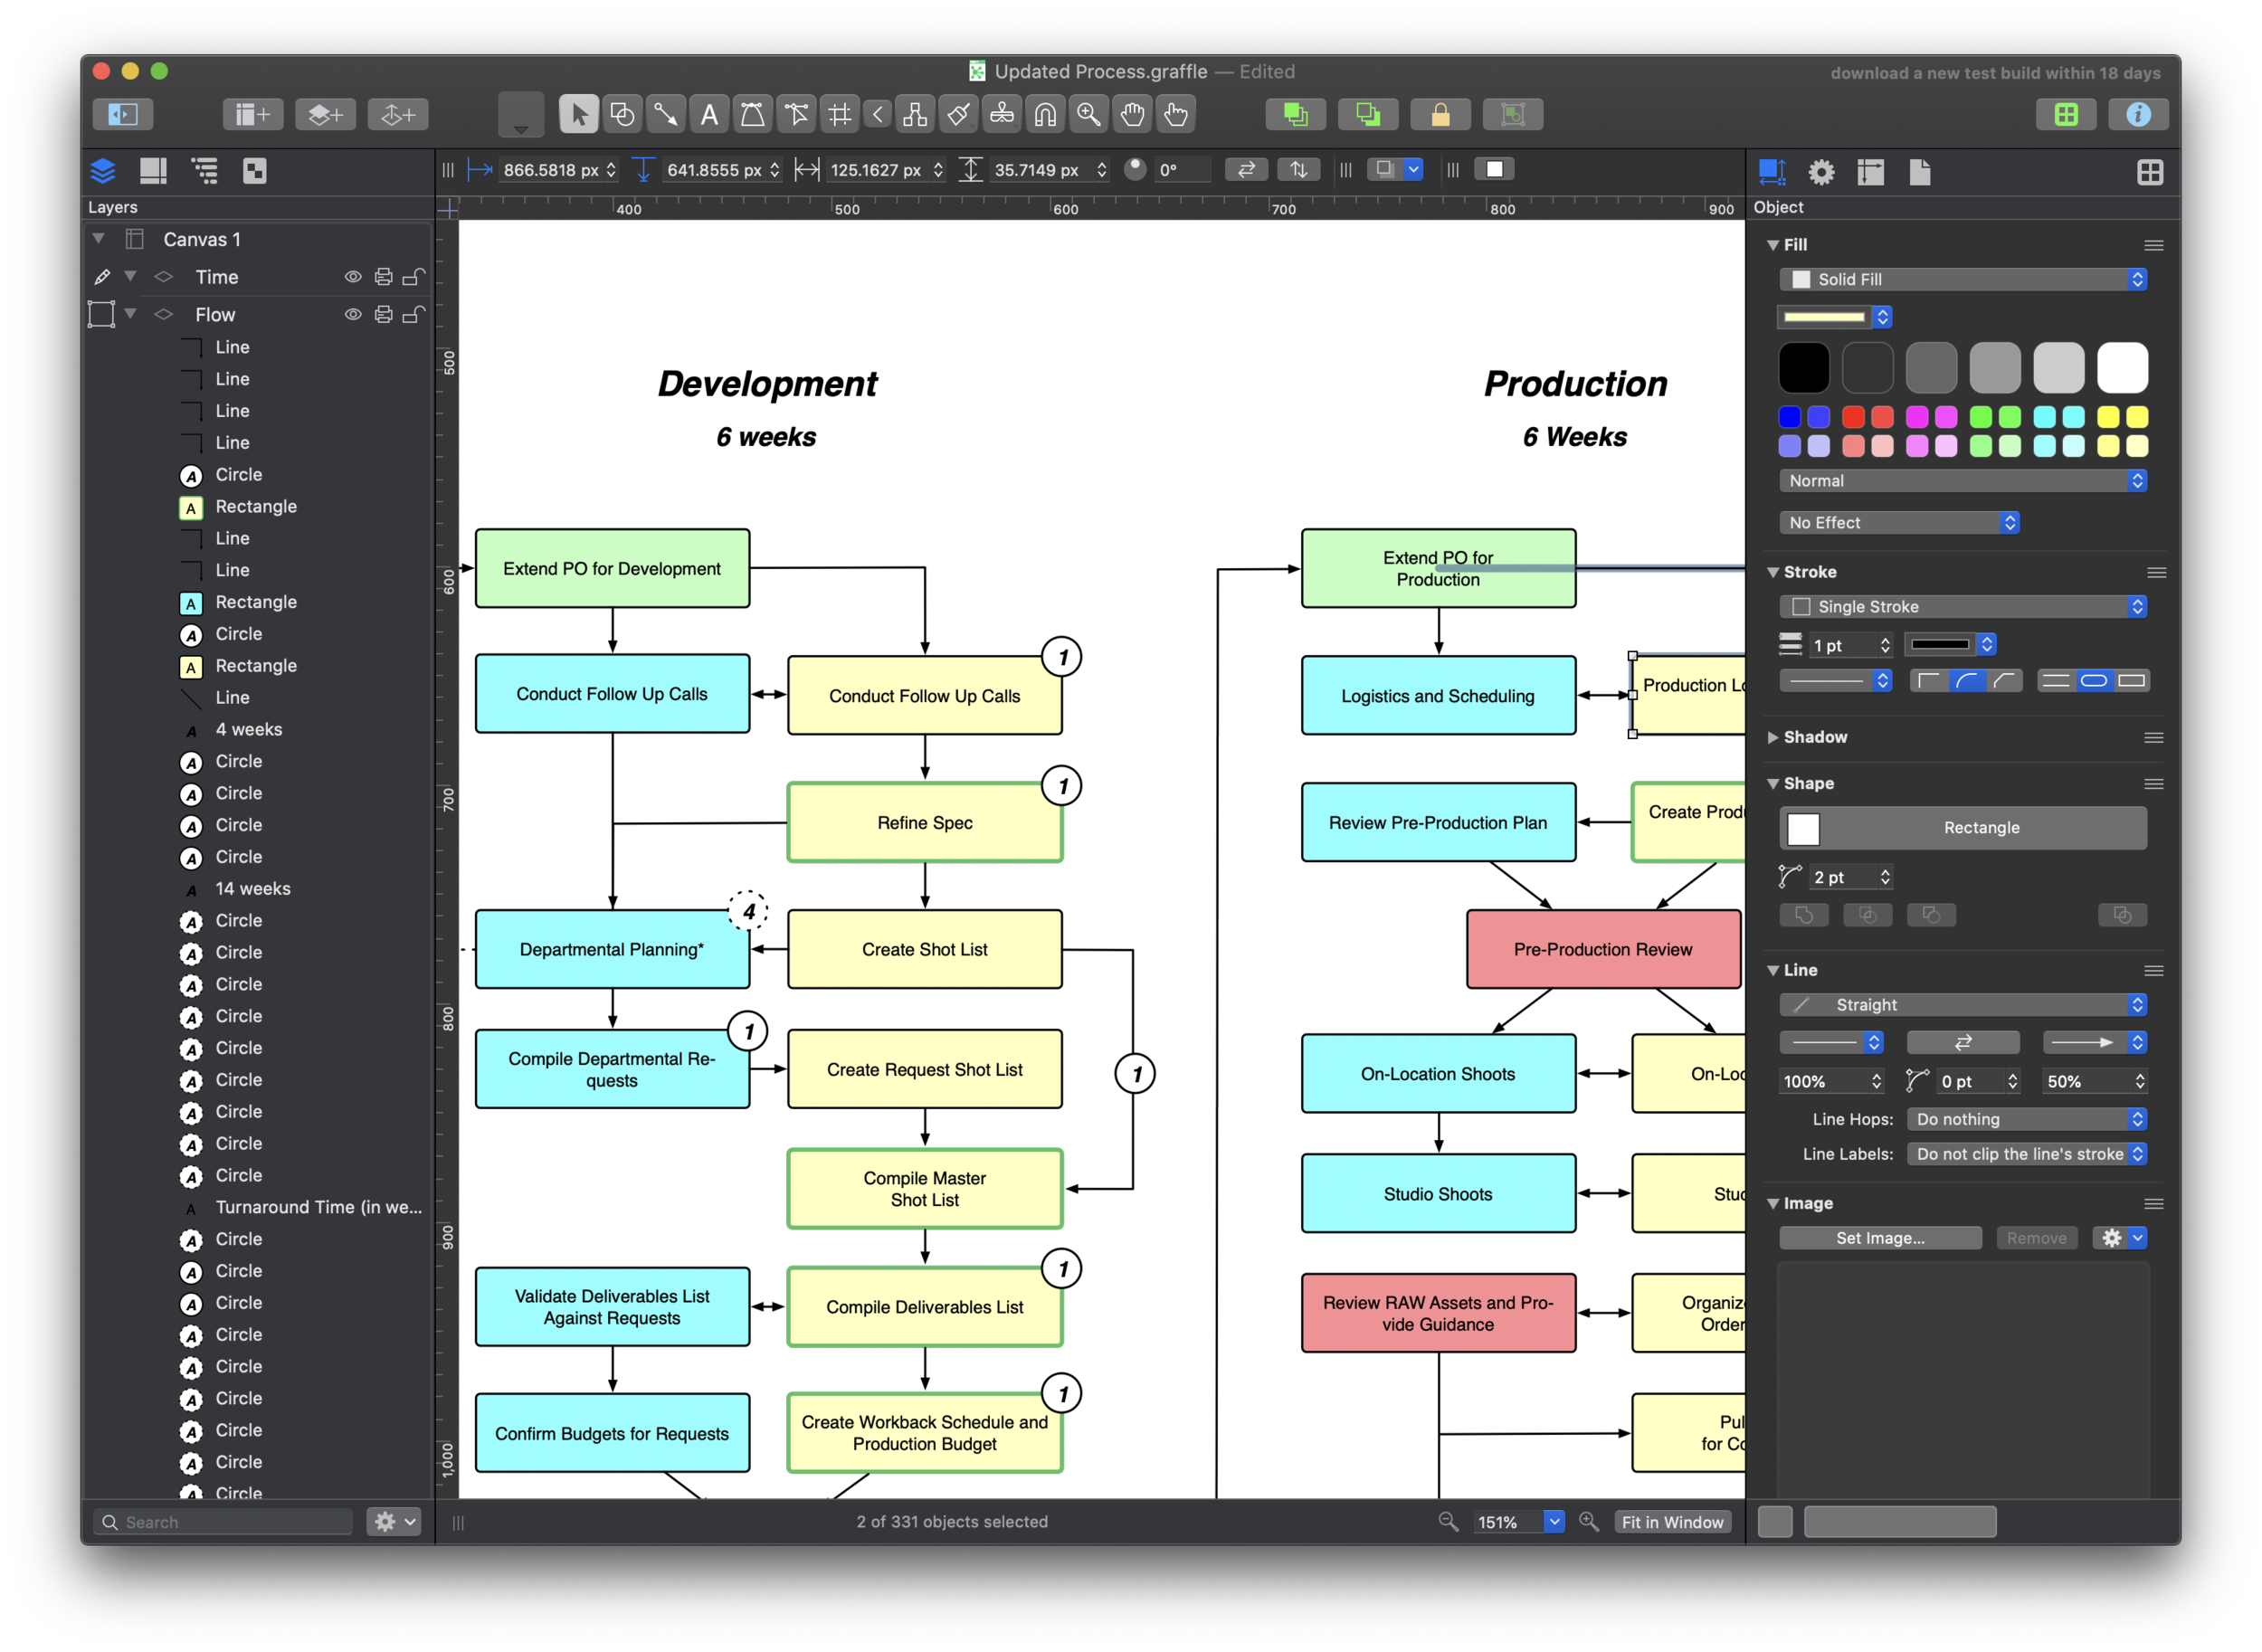 Updated Process.graffle — Edited
download a new test build within 18 days
866.5818 px
641.8555 px
125.1627 px
35.7149 px
0°
Layers
400
500
600
700
800
900
Object
Canvas 1
Time
Flow
Line
Line
Line
Line
A Circle
A Rectangle
Line
Line
A Rectangle
A Circle
A Rectangle
Line
A 4 weeks
A Circle
A Circle
A Circle
A Circle
A 14 weeks
A Circle
A Circle
A Circle
A Circle
A Circle
A Circle
A Circle
A Circle
A Circle
A Turnaround Time (in we...
A Circle
A Circle
A Circle
A Circle
A Circle
A Circle
A Circle
A Circle
A Circle
Search
500
600
700
800
900
1,000
Development
6 weeks
Extend PO for Development
Conduct Follow Up Calls
Conduct Follow Up Calls
1
Refine Spec
1
Departmental Planning*
4
Create Shot List
Compile Departmental Re-
quests
1
Create Request Shot List
1
Compile Master
Shot List
Validate Deliverables List
Against Requests
Compile Deliverables List
1
Confirm Budgets for Requests
Create Workback Schedule and
Production Budget
1
Production
6 Weeks
Extend PO for
Production
Logistics and Scheduling
Production Lo
Review Pre-Production Plan
Create Produ
Pre-Production Review
On-Location Shoots
On-Loc
Studio Shoots
Stud
Review RAW Assets and Pro-
vide Guidance
Organize
Order
Pul
for Co
2 of 331 objects selected
151%
Fit in Window
Fill
Solid Fill
Normal
No Effect
Stroke
Single Stroke
1 pt
Shadow
Shape
Rectangle
2 pt
Line
Straight
100%
0 pt
50%
Line Hops: Do nothing
Line Labels: Do not clip the line's stroke
Image
Set Image...
Remove